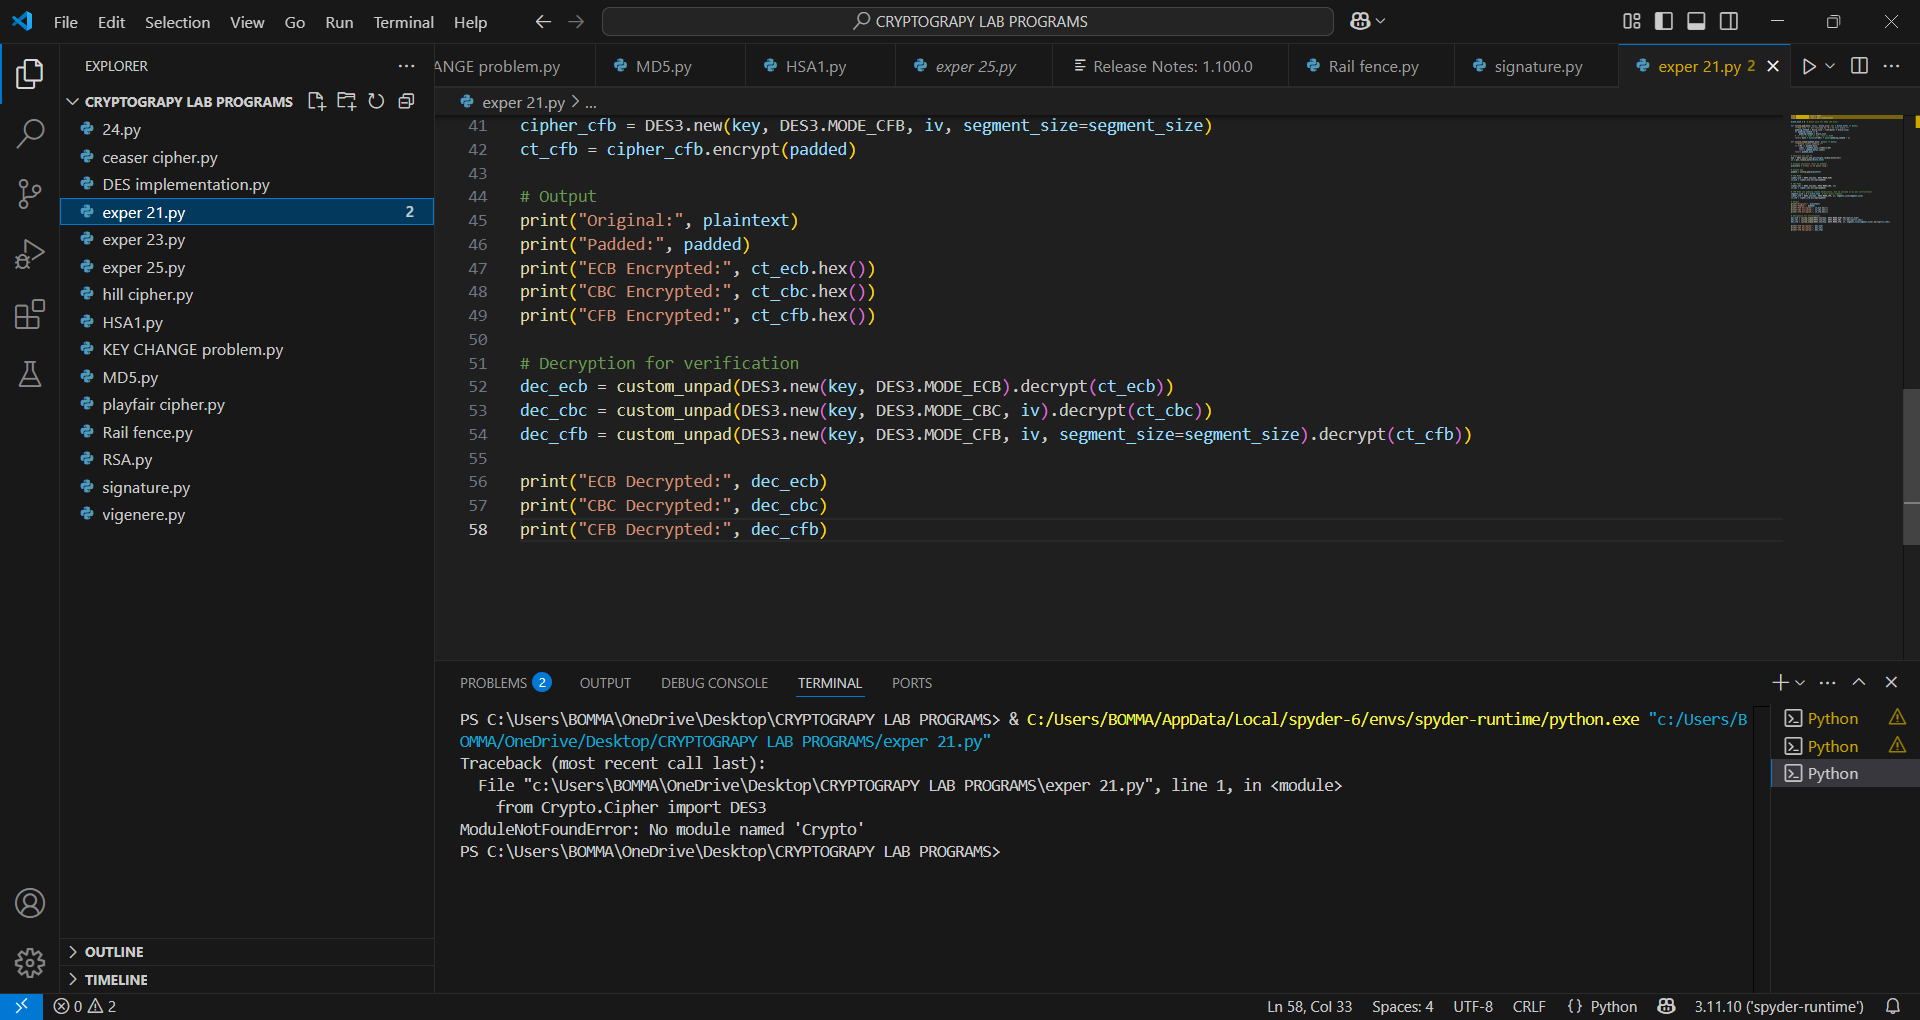 File Edit Selection View Go Run Terminal Help
CRYPTOGRAPY LAB PROGRAMS
EXPLORER
CRYPTOGRAPY LAB PROGRAMS
24.py
ceaser cipher.py
DES implementation.py
exper 21.py 2
exper 23.py
exper 25.py
hill cipher.py
HSA1.py
KEY CHANGE problem.py
MD5.py
playfair cipher.py
Rail fence.py
RSA.py
signature.py
vigenere.py
OUTLINE
TIMELINE
ANGE problem.py MD5.py HSA1.py exper 25.py Release Notes: 1.100.0 Rail fence.py signature.py exper 21.py 2
exper 21.py > ...
41 cipher_cfb = DES3.new(key, DES3.MODE_CFB, iv, segment_size=segment_size)
42 ct_cfb = cipher_cfb.encrypt(padded)
43
44 # Output
45 print("Original:", plaintext)
46 print("Padded:", padded)
47 print("ECB Encrypted:", ct_ecb.hex())
48 print("CBC Encrypted:", ct_cbc.hex())
49 print("CFB Encrypted:", ct_cfb.hex())
50
51 # Decryption for verification
52 dec_ecb = custom_unpad(DES3.new(key, DES3.MODE_ECB).decrypt(ct_ecb))
53 dec_cbc = custom_unpad(DES3.new(key, DES3.MODE_CBC, iv).decrypt(ct_cbc))
54 dec_cfb = custom_unpad(DES3.new(key, DES3.MODE_CFB, iv, segment_size=segment_size).decrypt(ct_cfb))
55
56 print("ECB Decrypted:", dec_ecb)
57 print("CBC Decrypted:", dec_cbc)
58 print("CFB Decrypted:", dec_cfb)
PROBLEMS 2 OUTPUT DEBUG CONSOLE TERMINAL PORTS
PS C:\Users\BOMMA\OneDrive\Desktop\CRYPTOGRAPY LAB PROGRAMS> & C:/Users/BOMMA/AppData/Local/spyder-6/envs/spyder-runtime/python.exe "c:/Users/B
OMMA/OneDrive/Desktop/CRYPTOGRAPY LAB PROGRAMS/exper 21.py"
Traceback (most recent call last):
File "c:\Users\BOMMA\OneDrive\Desktop\CRYPTOGRAPY LAB PROGRAMS\exper 21.py", line 1, in <module>
from Crypto.Cipher import DES3
ModuleNotFoundError: No module named 'Crypto'
PS C:\Users\BOMMA\OneDrive\Desktop\CRYPTOGRAPY LAB PROGRAMS>
Python
Python
Python
0 2
Ln 58, Col 33 Spaces: 4 UTF-8 CRLF {} Python 3.11.10 ('spyder-runtime')